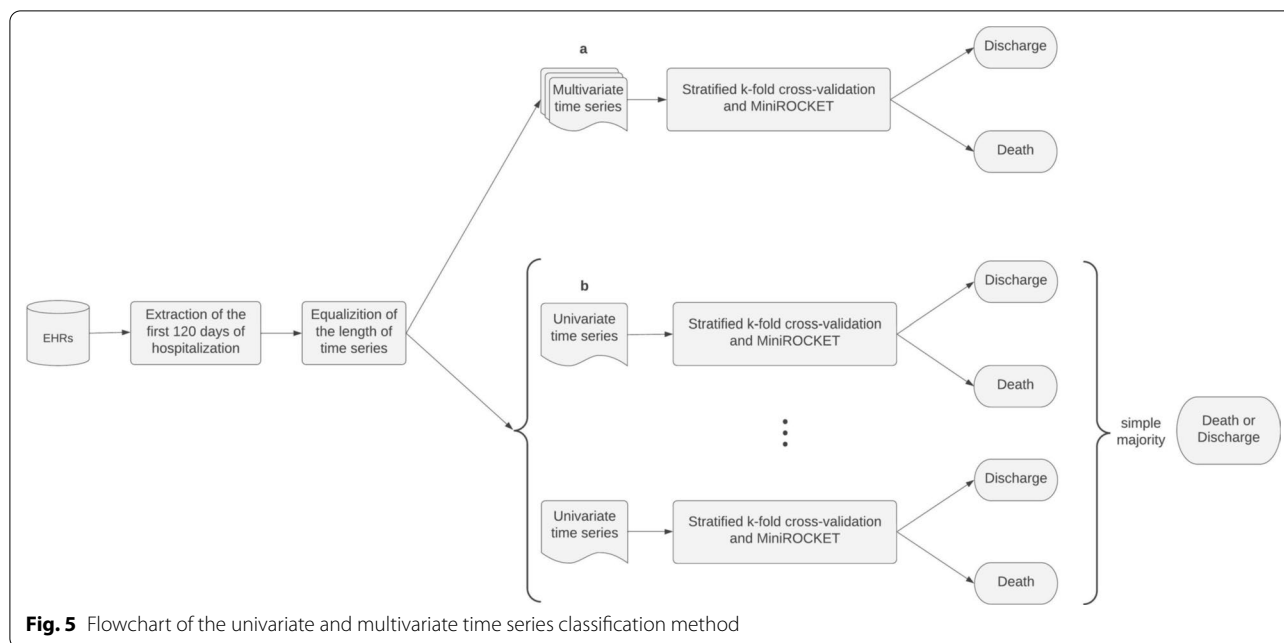 a
Multivariate
time series
Stratified k-fold cross-validation
and MiniROCKET
Discharge
Death
EHRs
Extraction of the
first 120 days of
hospitalization
Equalizition of
the length of
time series
b
Univariate
time series
Stratified k-fold cross-validation
and MiniROCKET
Discharge
Death
Univariate
time series
Stratified k-fold cross-validation
and MiniROCKET
Discharge
Death
simple
majority
Death or
Discharge
Fig. 5 Flowchart of the univariate and multivariate time series classification method